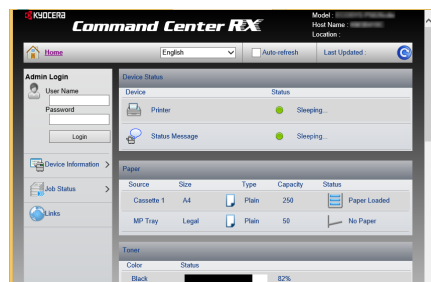 KYOCERA
Command Center RX
Model :
Host Name :
Location :
Home
English
Auto-refresh
Last Updated :
Admin Login
User Name
Password
Login
Device Information
Job Status
Links
Device Status
Device Status
Printer Sleeping...
Status Message Sleeping...
Paper
Source Size Type Capacity Status
Cassette 1 A4 Plain 250 Paper Loaded
MP Tray Legal Plain 50 No Paper
Toner
Color Status
Black 82%